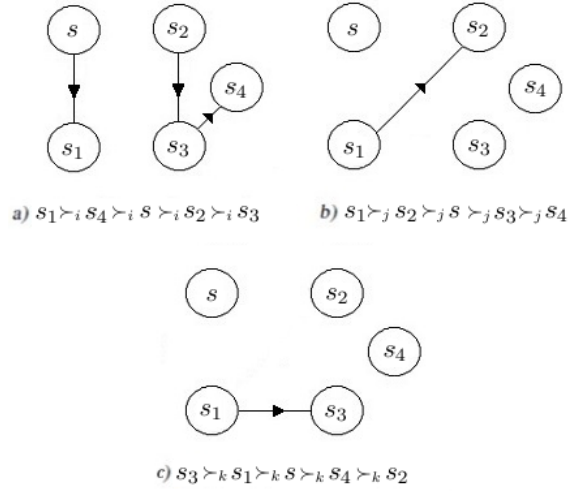 s s₂
s₄
s₁ s₃
a) s₁ ≻ᵢ s₄ ≻ᵢ s ≻ᵢ s₂ ≻ᵢ s₃
s s₂
s₄
s₁ s₃
b) s₁ ≻ⱼ s₂ ≻ⱼ s ≻ⱼ s₃ ≻ⱼ s₄
s s₂
s₄
s₁ s₃
c) s₃ ≻ₖ s₁ ≻ₖ s ≻ₖ s₄ ≻ₖ s₂